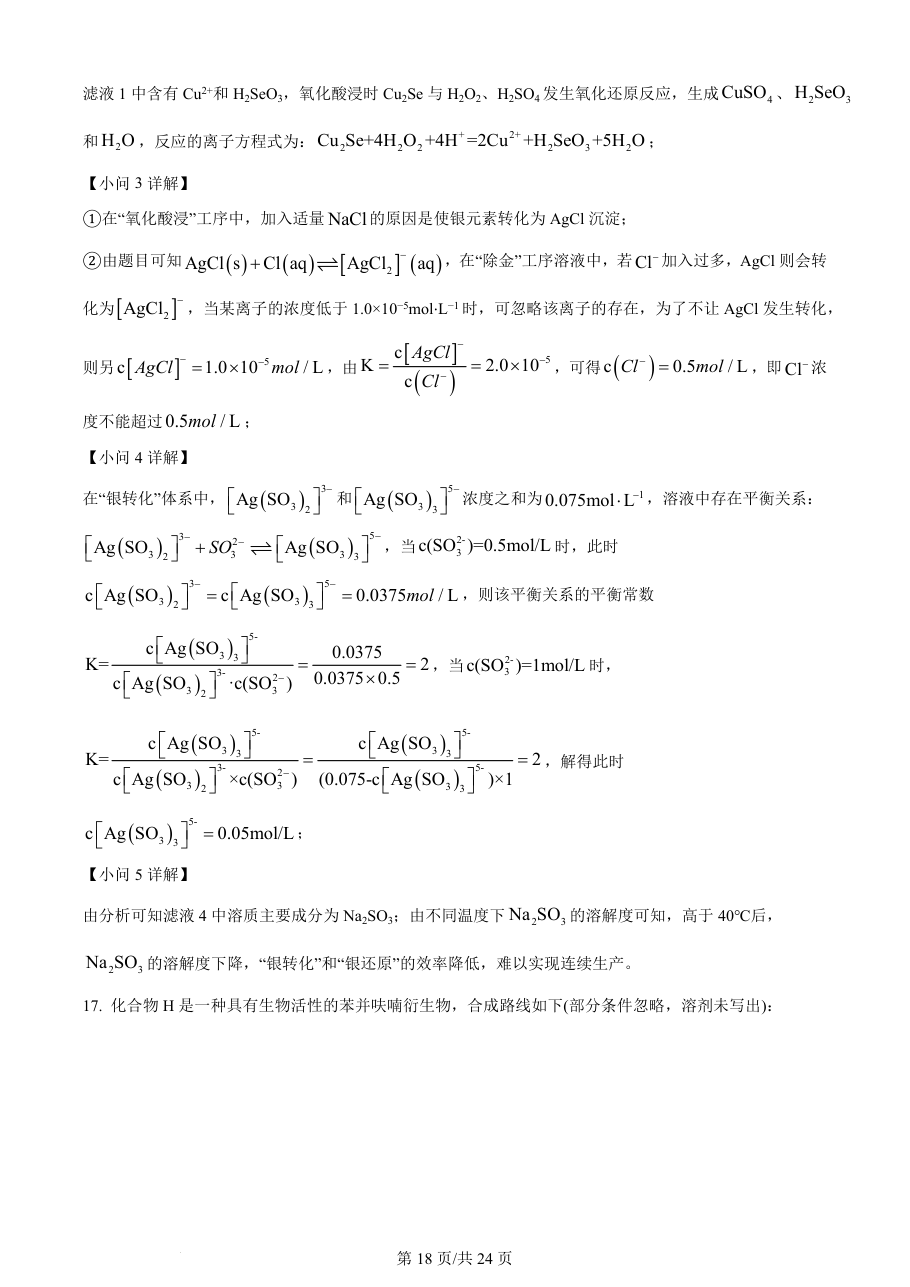 滤液 1 中含有 Cu²⁺和 H₂SeO₃，氧化酸浸时 Cu₂Se 与 H₂O₂、H₂SO₄ 发生氧化还原反应，生成CuSO₄、H₂SeO₃
和H₂O，反应的离子方程式为：Cu₂Se+4H₂O₂+4H⁺=2Cu²⁺+H₂SeO₃+5H₂O；
【小问 3 详解】
①在“氧化酸浸”工序中，加入适量 NaCl 的原因是使银元素转化为 AgCl 沉淀；
②由题目可知AgCl(s)+Cl(aq)⇌[AgCl₂]⁻(aq)，在“除金”工序溶液中，若Cl⁻加入过多，AgCl 则会转
化为[AgCl₂]⁻，当某离子的浓度低于 1.0×10⁻⁵mol·L⁻¹ 时，可忽略该离子的存在，为了不让 AgCl 发生转化，
则另c[AgCl]⁻=1.0×10⁻⁵mol/L，由 K=c[AgCl]⁻/c(Cl⁻)=2.0×10⁻⁵，可得c(Cl⁻)=0.5mol/L，即Cl⁻浓
度不能超过0.5mol/L；
【小问 4 详解】
在“银转化”体系中，[Ag(SO₃)₂]³⁻和[Ag(SO₃)₃]⁵⁻浓度之和为0.075mol·L⁻¹，溶液中存在平衡关系：
[Ag(SO₃)₂]³⁻+SO₃²⁻⇌[Ag(SO₃)₃]⁵⁻，当c(SO₃²⁻)=0.5mol/L 时，此时
c[Ag(SO₃)₂]³⁻=c[Ag(SO₃)₃]⁵⁻=0.0375mol/L，则该平衡关系的平衡常数
K=c[Ag(SO₃)₃]⁵⁻/c[Ag(SO₃)₂]³⁻·c(SO₃²⁻)=0.0375/0.0375×0.5=2，当c(SO₃²⁻)=1mol/L 时，
K=c[Ag(SO₃)₃]⁵⁻/c[Ag(SO₃)₂]³⁻×c(SO₃²⁻)=c[Ag(SO₃)₃]⁵⁻/(0.075-c[Ag(SO₃)₃]⁵⁻)×1=2，解得此时
c[Ag(SO₃)₃]⁵⁻=0.05mol/L；
【小问 5 详解】
由分析可知滤液 4 中溶质主要成分为 Na₂SO₃；由不同温度下 Na₂SO₃ 的溶解度可知，高于 40℃后，
Na₂SO₃ 的溶解度下降，“银转化”和“银还原”的效率降低，难以实现连续生产。
17. 化合物 H 是一种具有生物活性的苯并呋喃衍生物，合成路线如下(部分条件忽略，溶剂未写出)：
第 18 页/共 24 页